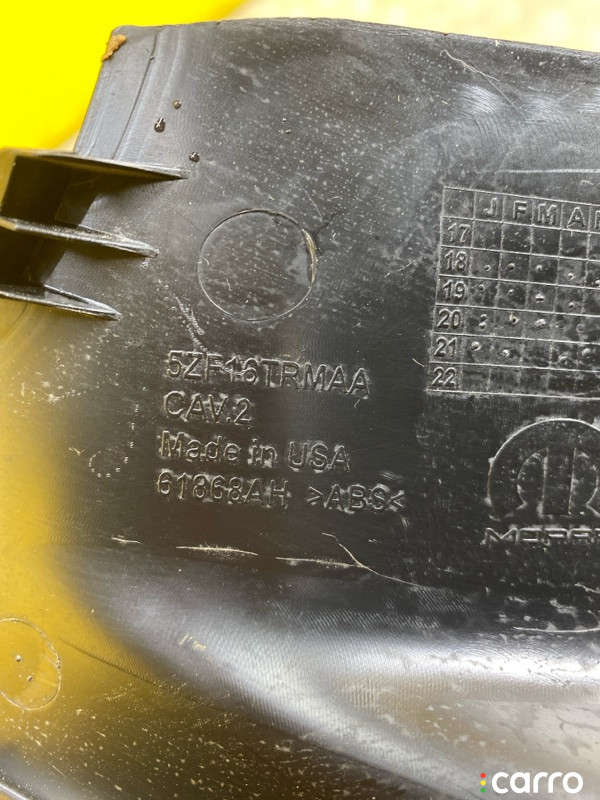 J F M A
17
18
19
20
21
22
5ZF16TRMAA
CAV.2
Made in USA
61868AH >ABS<
carro